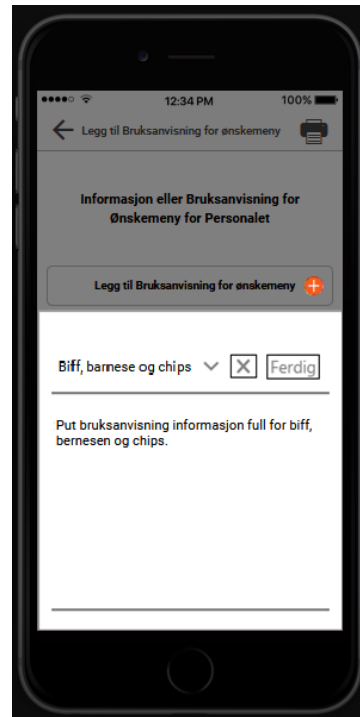 12:34 PM 100%
Legg til Bruksanvisning for ønskemeny
Informasjon eller Bruksanvisning for
Ønskemeny for Personalet
Legg til Bruksanvisning for ønskemeny
Biff, barnese og chips Ferdig
Put bruksanvisning informasjon full for biff,
bernesen og chips.